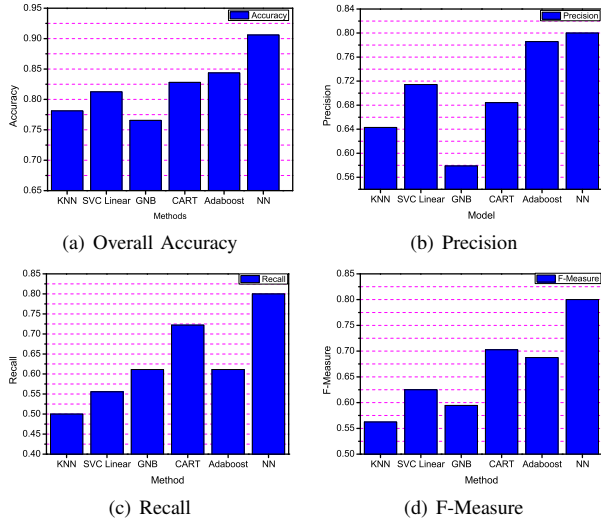 0.95
0.90
0.85
0.80
0.75
0.70
0.65
Accuracy
Accuracy
KNN SVC Linear GNB CART Adaboost NN
Methods
(a) Overall Accuracy
0.84
0.80
0.76
0.72
0.68
0.64
0.60
0.56
Precision
Precision
KNN SVC Linear GNB CART Adaboost NN
Model
(b) Precision
0.85
0.80
0.75
0.70
0.65
0.60
0.55
0.50
0.45
0.40
Recall
Recall
KNN SVC Linear GNB CART Adaboost NN
Method
(c) Recall
0.85
0.80
0.75
0.70
0.65
0.60
0.55
0.50
F-Measure
F-Measure
KNN SVC Linear GNB CART Adaboost NN
Method
(d) F-Measure